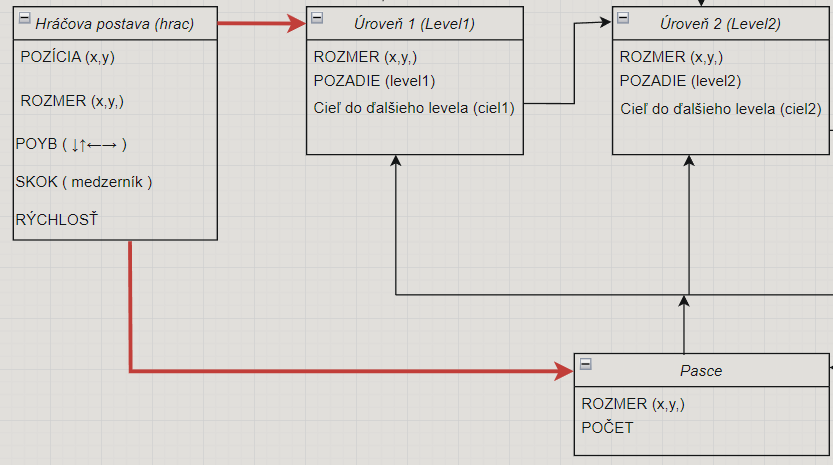 Hráčova postava (hrac)
POZÍCIA (x,y)
ROZMER (x,y,)
POYB ( ↓↑←→ )
SKOK ( medzerník )
RÝCHLOSŤ
Úroveň 1 (Level1)
ROZMER (x,y,)
POZADIE (level1)
Cieľ do ďalšieho levela (ciel1)
Úroveň 2 (Level2)
ROZMER (x,y,)
POZADIE (level2)
Cieľ do ďalšieho levela (ciel2)
Pasce
ROZMER (x,y,)
POČET